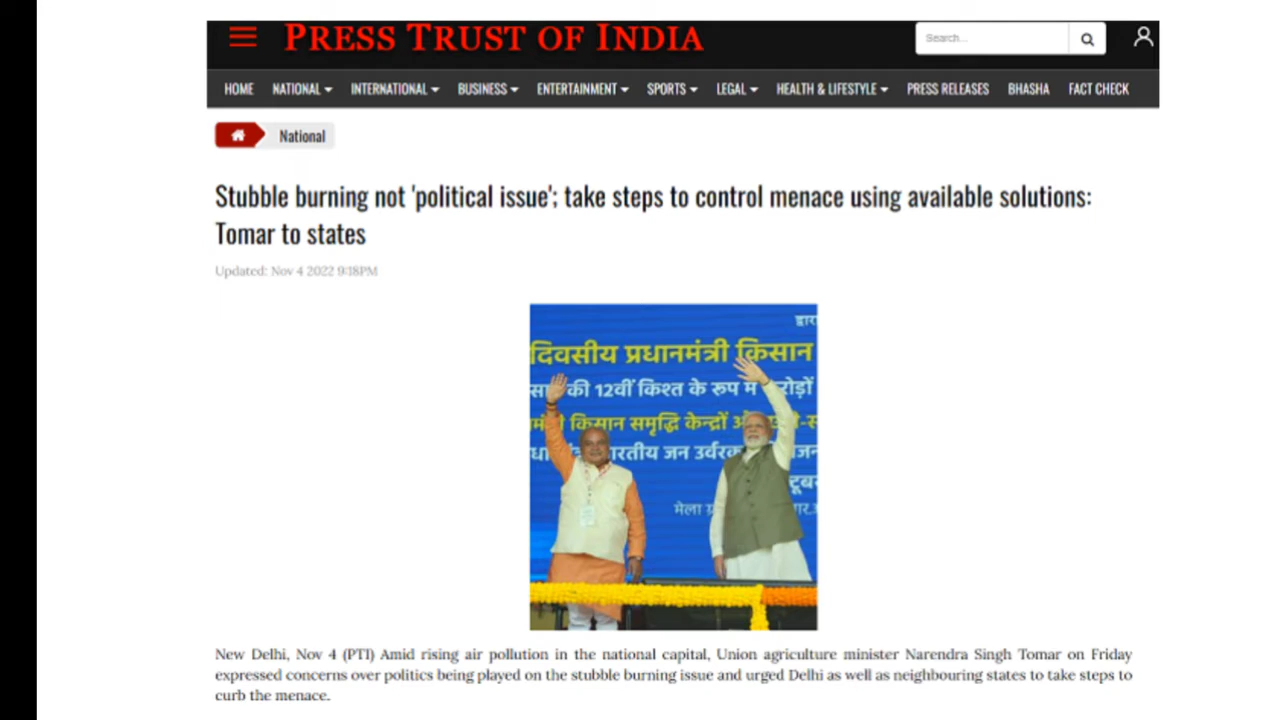 PRESS TRUST OF INDIA
Search...
HOME NATIONAL INTERNATIONAL BUSINESS ENTERTAINMENT SPORTS LEGAL HEALTH & LIFESTYLE PRESS RELEASES BHASHA FACT CHECK
National
Stubble burning not 'political issue'; take steps to control menace using available solutions:
Tomar to states
Updated: Nov 4 2022 9:18PM
दिवसीय प्रधानमंत्री किसान
की 12वीं किश्त के रूप
किसान समृद्धि केन्द्रों
जन
मेला
New Delhi, Nov 4 (PTI) Amid rising air pollution in the national capital, Union agriculture minister Narendra Singh Tomar on Friday
expressed concerns over politics being played on the stubble burning issue and urged Delhi as well as neighbouring states to take steps to
curb the menace.